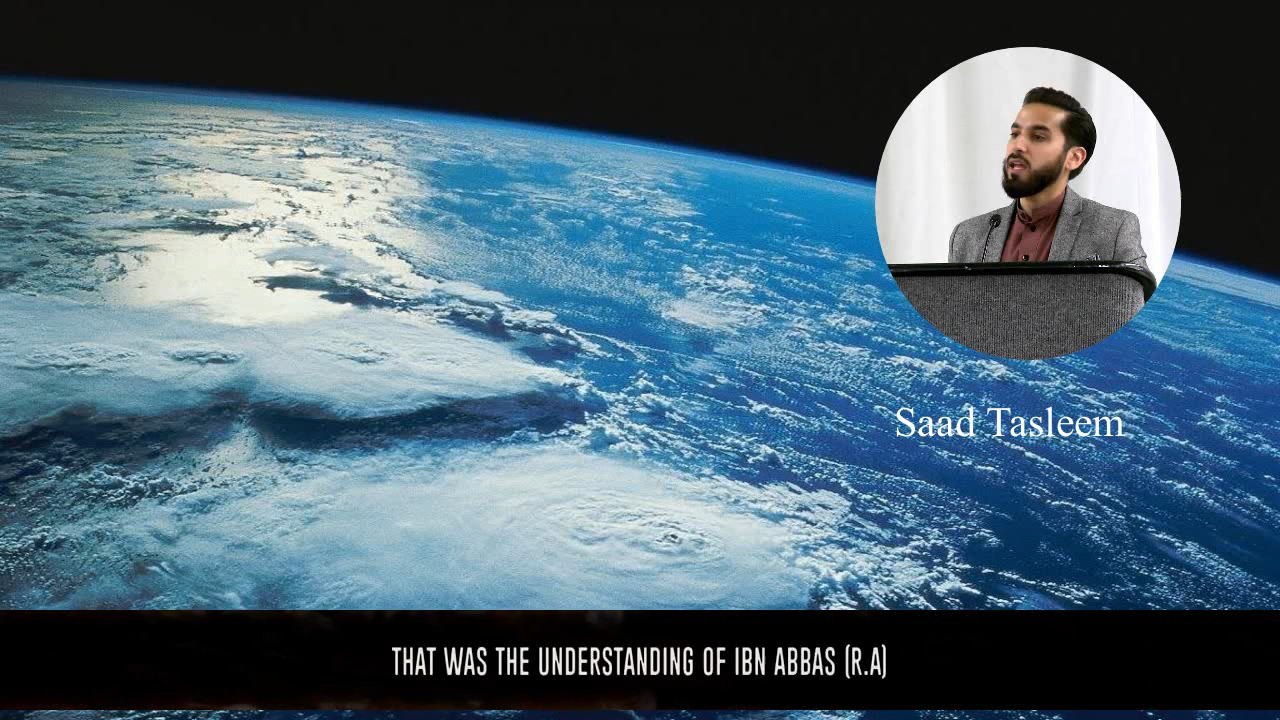 Saad Tasleem
THAT WAS THE UNDERSTANDING OF IBN ABBAS (R.A)